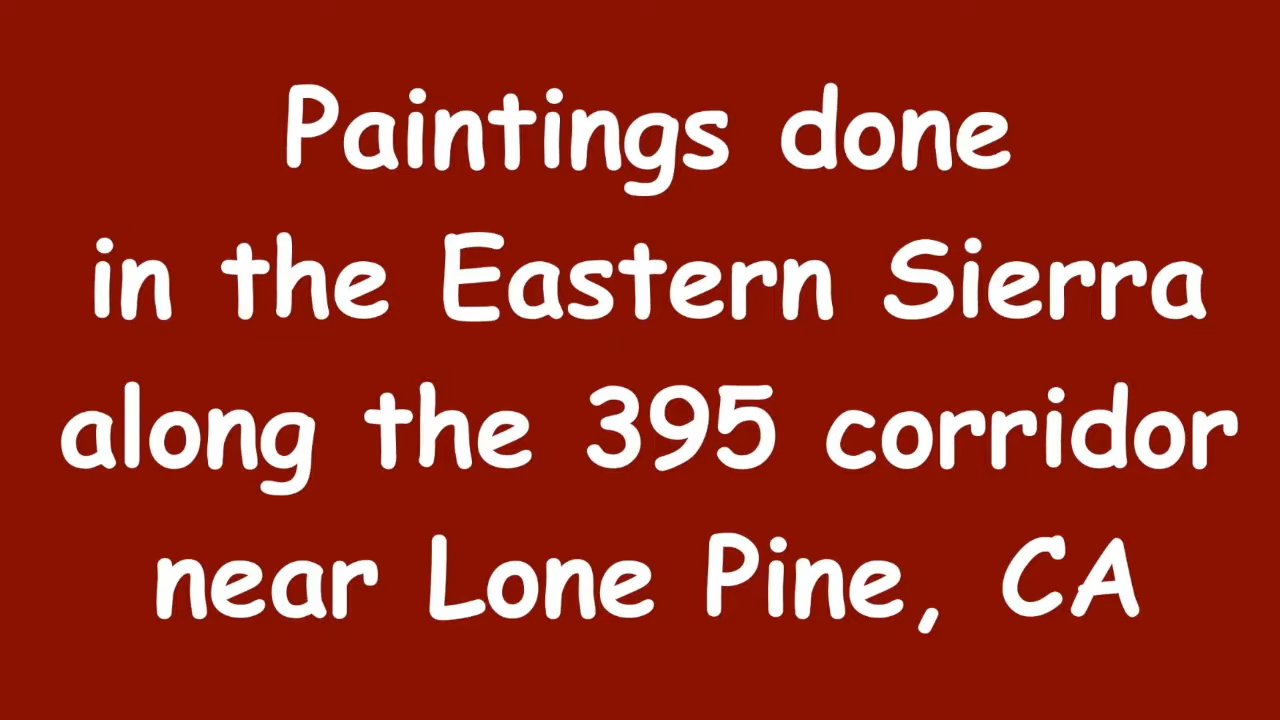 Paintings done
in the Eastern Sierra
along the 395 corridor
near Lone Pine, CA